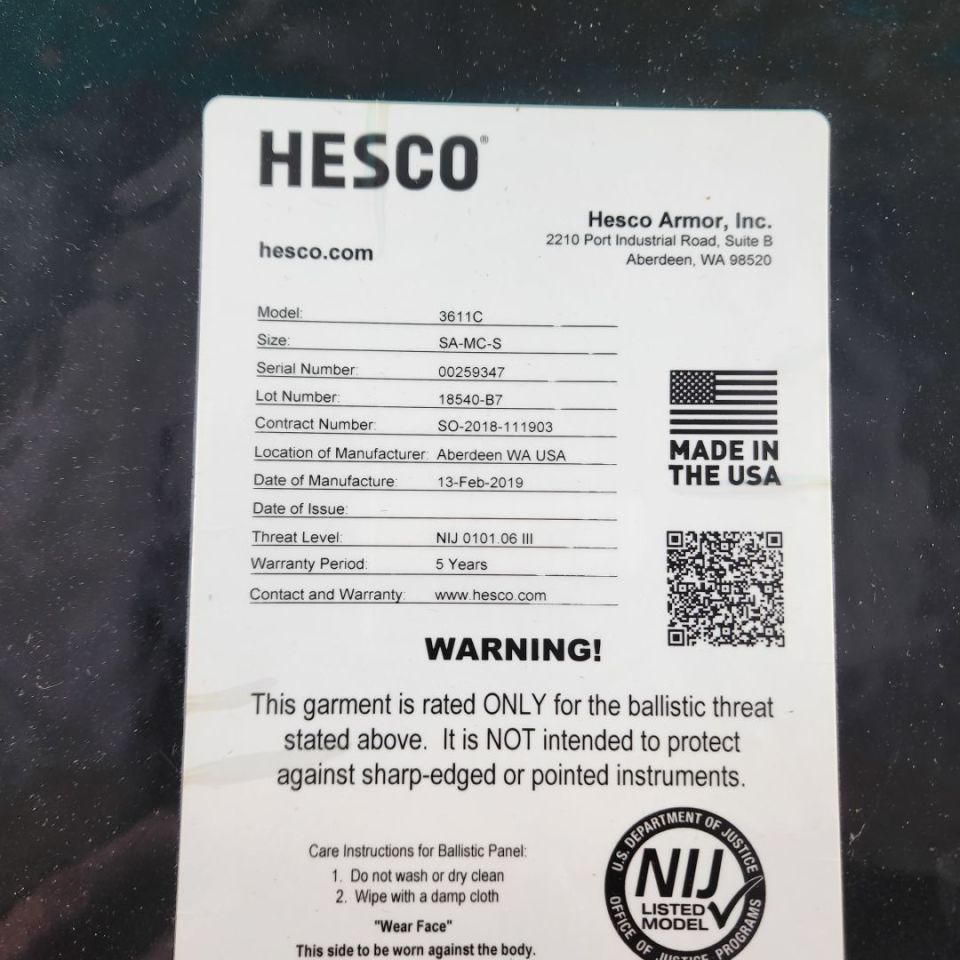 HESCO®
Hesco Armor, Inc.
hesco.com
2210 Port Industrial Road, Suite B
Aberdeen, WA 98520
Model: 3611C
Size: SA-MC-S
Serial Number: 00259347
Lot Number: 18540-B7
Contract Number: SO-2018-111903
Location of Manufacturer: Aberdeen WA USA
Date of Manufacture: 13-Feb-2019
Date of Issue:
Threat Level: NIJ 0101.06 III
Warranty Period: 5 Years
Contact and Warranty: www.hesco.com
MADE IN
THE USA
WARNING!
This garment is rated ONLY for the ballistic threat
stated above. It is NOT intended to protect
against sharp-edged or pointed instruments.
Care Instructions for Ballistic Panel:
1. Do not wash or dry clean
2. Wipe with a damp cloth
"Wear Face"
This side to be worn against the body.
U.S. DEPARTMENT OF JUSTICE
NIJ
LISTED
MODEL
OFFICE OF JUSTICE PROGRAMS